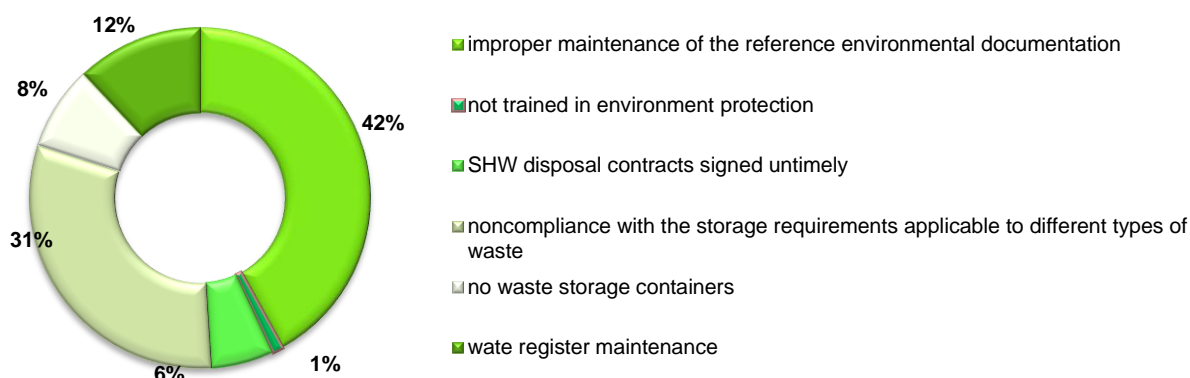 12%
8%
42%
31%
6%
1%
improper maintenance of the reference environmental documentation
not trained in environment protection
SHW disposal contracts signed untimely
noncompliance with the storage requirements applicable to different types of
waste
no waste storage containers
wate register maintenance